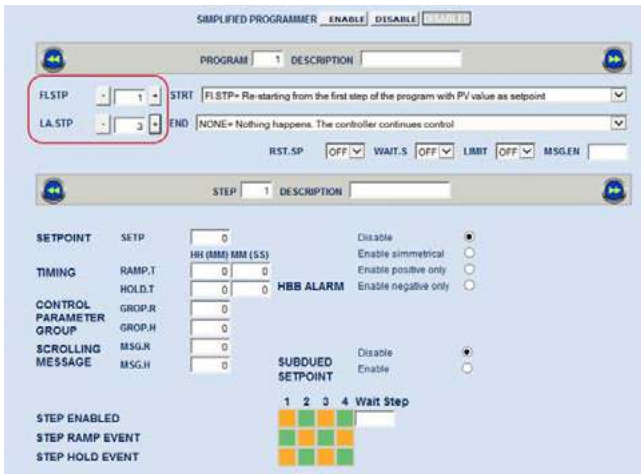 SIMPLIFIED PROGRAMMER ENABLE DISABLE DISABLED
PROGRAM 1 DESCRIPTION
FI.STP - 1 + STRT FI.STP= Re-starting from the first step of the program with PV value as setpoint
LA.STP - 3 + END NONE= Nothing happens. The controller continues control
RST.SP OFF WAIT.S OFF LIMIT OFF MSG.EN
STEP 1 DESCRIPTION
SETPOINT SETP 0 Disable
HH (MM) MM (SS) Enable simmetrical
TIMING RAMP.T 0 0 Enable positive only
HOLD.T 0 0 HBB ALARM Enable negative only
CONTROL PARAMETER GROUP GROP.R 0
GROP.H 0
SCROLLING MESSAGE MSG.R 0 Disable
MSG.H 0 SUBDUED SETPOINT Enable
1 2 3 4 Wait Step
STEP ENABLED
STEP RAMP EVENT
STEP HOLD EVENT